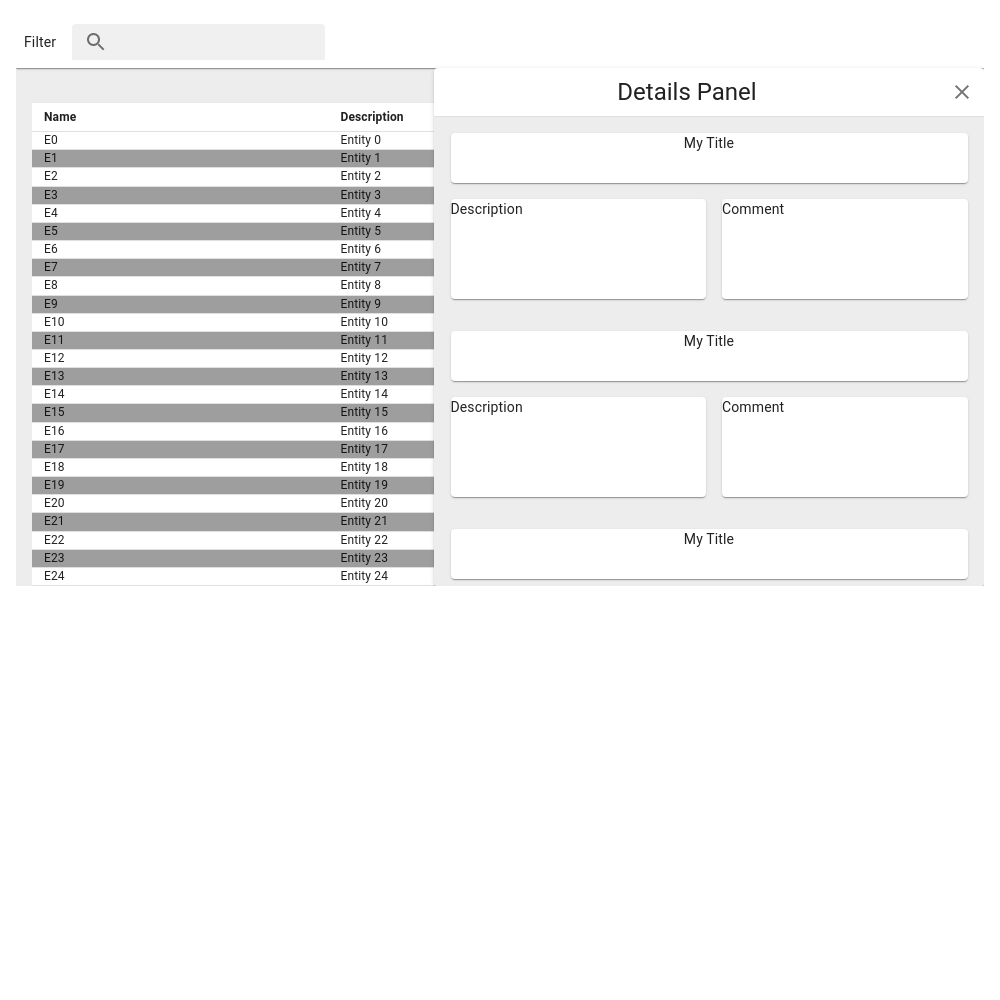 Filter
Name Description
E0 Entity 0
E1 Entity 1
E2 Entity 2
E3 Entity 3
E4 Entity 4
E5 Entity 5
E6 Entity 6
E7 Entity 7
E8 Entity 8
E9 Entity 9
E10 Entity 10
E11 Entity 11
E12 Entity 12
E13 Entity 13
E14 Entity 14
E15 Entity 15
E16 Entity 16
E17 Entity 17
E18 Entity 18
E19 Entity 19
E20 Entity 20
E21 Entity 21
E22 Entity 22
E23 Entity 23
E24 Entity 24
Details Panel
My Title
Description Comment
My Title
Description Comment
My Title